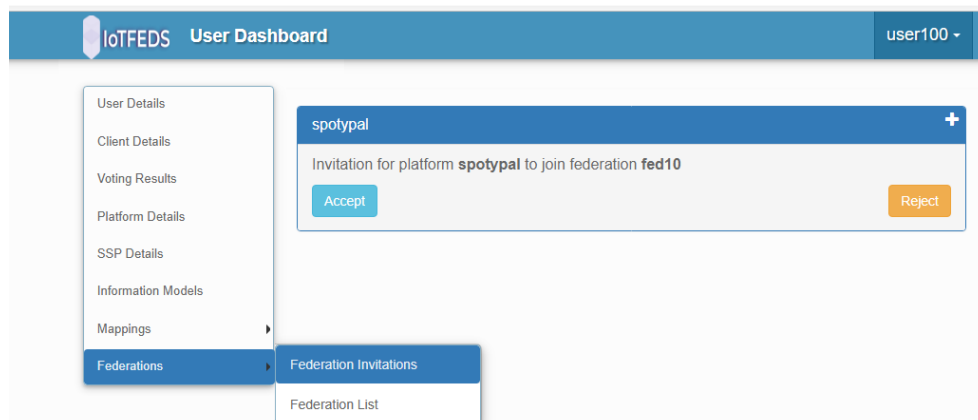 IoTFEDS User Dashboard
user100
User Details
Client Details
Voting Results
Platform Details
SSP Details
Information Models
Mappings
Federations
Federation Invitations
Federation List
spotypal
Invitation for platform spotypal to join federation fed10
Accept
Reject